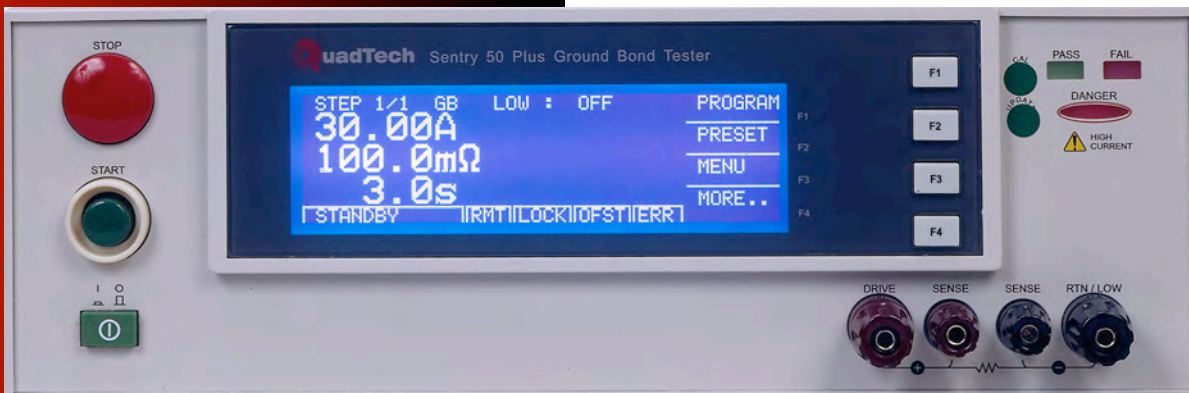 STOP
START
I O
QuadTech Sentry 50 Plus Ground Bond Tester
STEP 1/1 GB LOW : OFF PROGRAM
30.00A
PRESET
100.0mΩ
MENU
3.0s
MORE..
STANDBY RMT LOCK OFST ERR
F1
F2
F3
F4
F1
F2
F3
F4
CAL
UPDAT
PASS FAIL
DANGER
HIGH
CURRENT
DRIVE SENSE SENSE RTN / LOW
+ -